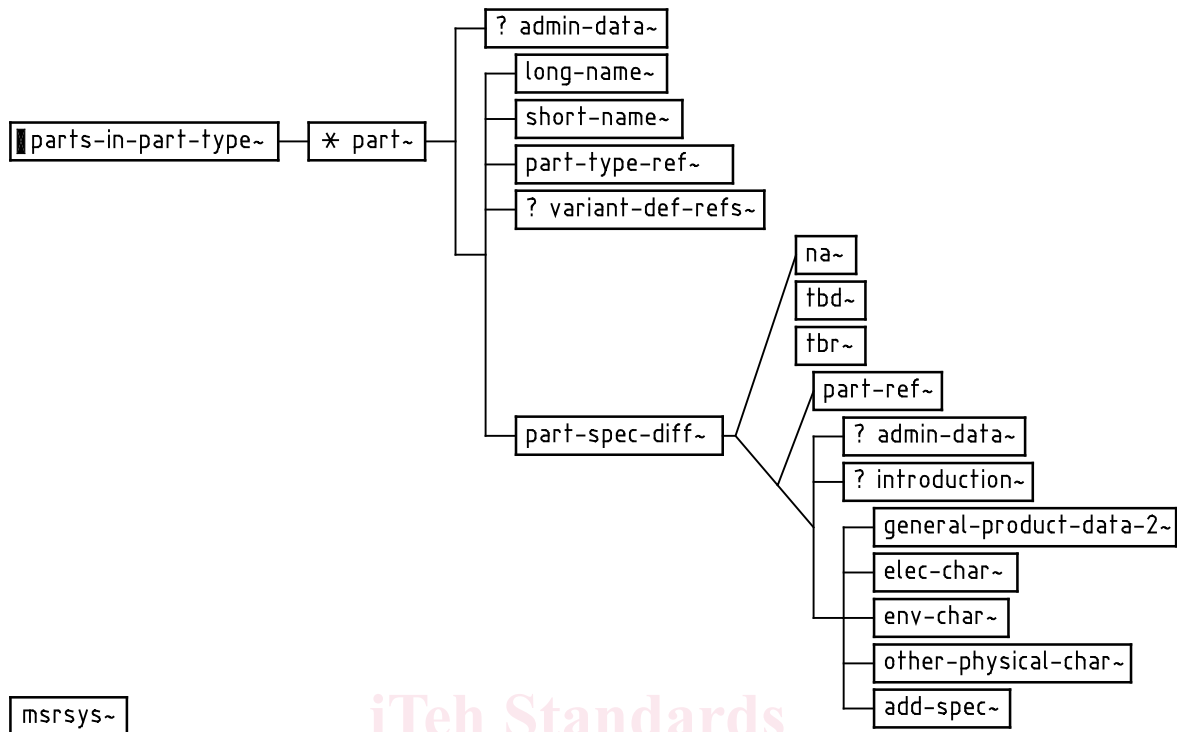 ? admin-data~
long-name~
short-name~
parts-in-part-type~
* part~
part-type-ref~
? variant-def-refs~
na~
tbd~
tbr~
part-ref~
part-spec-diff~
? admin-data~
? introduction~
general-product-data-2~
elec-char~
env-char~
other-physical-char~
add-spec~
msrsys~
iTeh Standards